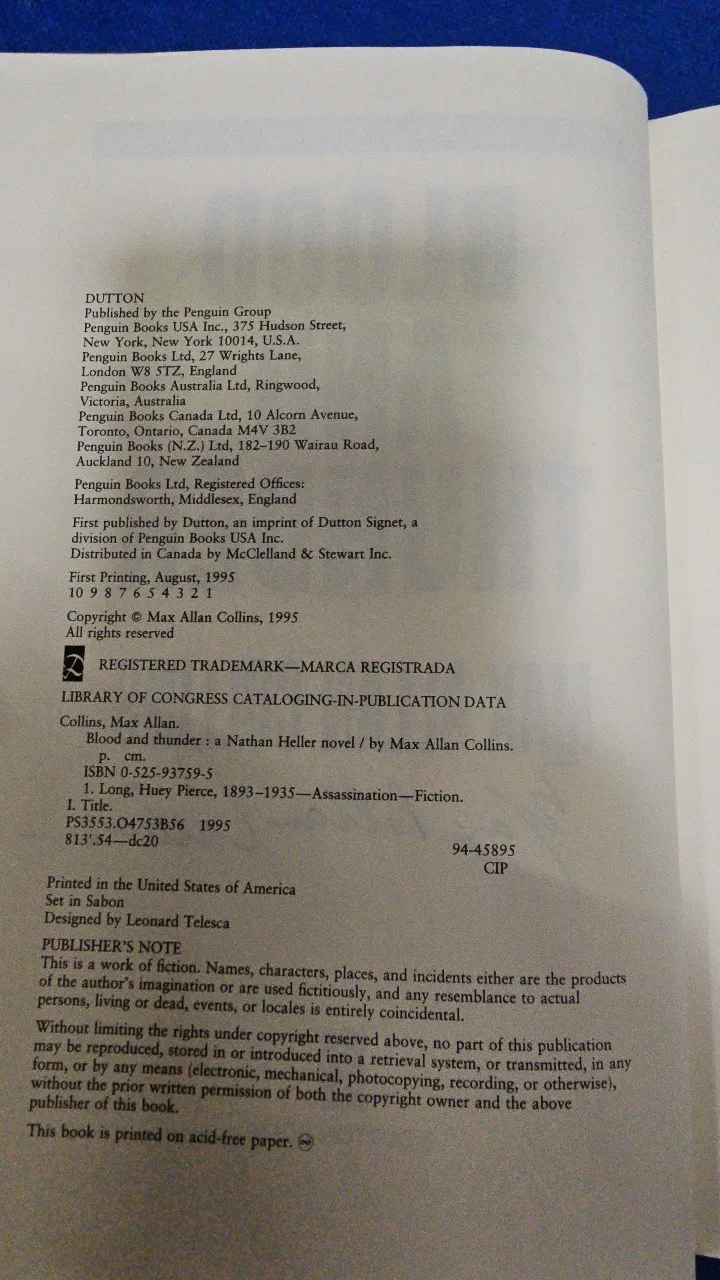 DUTTON
Published by the Penguin Group
Penguin Books USA Inc., 375 Hudson Street,
New York, New York 10014, U.S.A.
Penguin Books Ltd, 27 Wrights Lane,
London W8 5TZ, England
Penguin Books Australia Ltd, Ringwood,
Victoria, Australia
Penguin Books Canada Ltd, 10 Alcorn Avenue,
Toronto, Ontario, Canada M4V 3B2
Penguin Books (N.Z.) Ltd, 182–190 Wairau Road,
Auckland 10, New Zealand
Penguin Books Ltd, Registered Offices:
Harmondsworth, Middlesex, England
First published by Dutton, an imprint of Dutton Signet, a
division of Penguin Books USA Inc.
Distributed in Canada by McClelland & Stewart Inc.
First Printing, August, 1995
10 9 8 7 6 5 4 3 2 1
Copyright © Max Allan Collins, 1995
All rights reserved
REGISTERED TRADEMARK—MARCA REGISTRADA
LIBRARY OF CONGRESS CATALOGING-IN-PUBLICATION DATA
Collins, Max Allan.
Blood and thunder : a Nathan Heller novel / by Max Allan Collins.
p. cm.
ISBN 0-525-93759-5
1. Long, Huey Pierce, 1893–1935—Assassination—Fiction.
I. Title.
PS3553.O4753B56 1995
813'.54—dc20
94-45895
CIP
Printed in the United States of America
Set in Sabon
Designed by Leonard Telesca
PUBLISHER'S NOTE
This is a work of fiction. Names, characters, places, and incidents either are the products
of the author's imagination or are used fictitiously, and any resemblance to actual
persons, living or dead, events, or locales is entirely coincidental.
Without limiting the rights under copyright reserved above, no part of this publication
may be reproduced, stored in or introduced into a retrieval system, or transmitted, in any
form, or by any means (electronic, mechanical, photocopying, recording, or otherwise),
without the prior written permission of both the copyright owner and the above
publisher of this book.
This book is printed on acid-free paper.